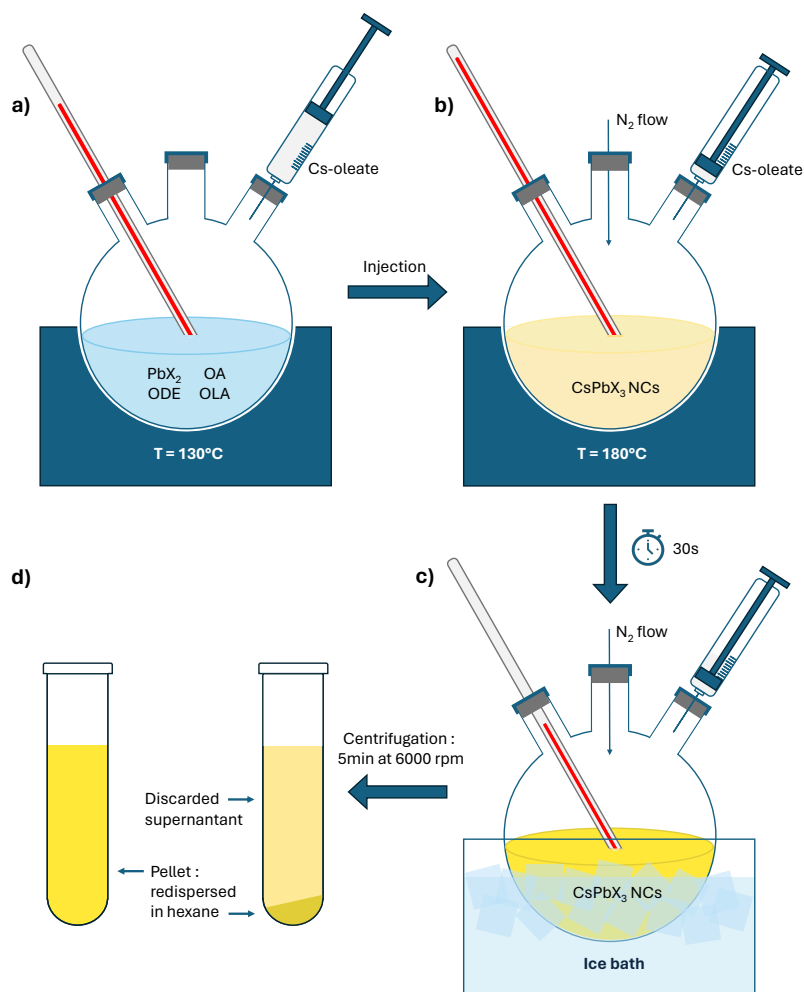 a)
Cs-oleate
PbX₂ OA
ODE OLA
T = 130°C
Injection
b)
N₂ flow
Cs-oleate
CsPbX₃ NCs
T = 180°C
30s
c)
N₂ flow
CsPbX₃ NCs
Ice bath
Centrifugation :
5min at 6000 rpm
d)
Discarded
supernantant
Pellet :
redispersed
in hexane